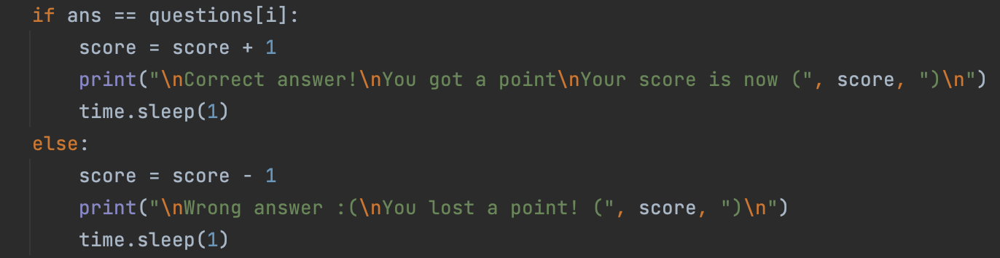 if ans == questions[i]:
    score = score + 1
    print("\nCorrect answer!\nYou got a point\nYour score is now (", score, ")\n")
    time.sleep(1)
else:
    score = score - 1
    print("\nWrong answer :(\nYou lost a point! (", score, ")\n")
    time.sleep(1)